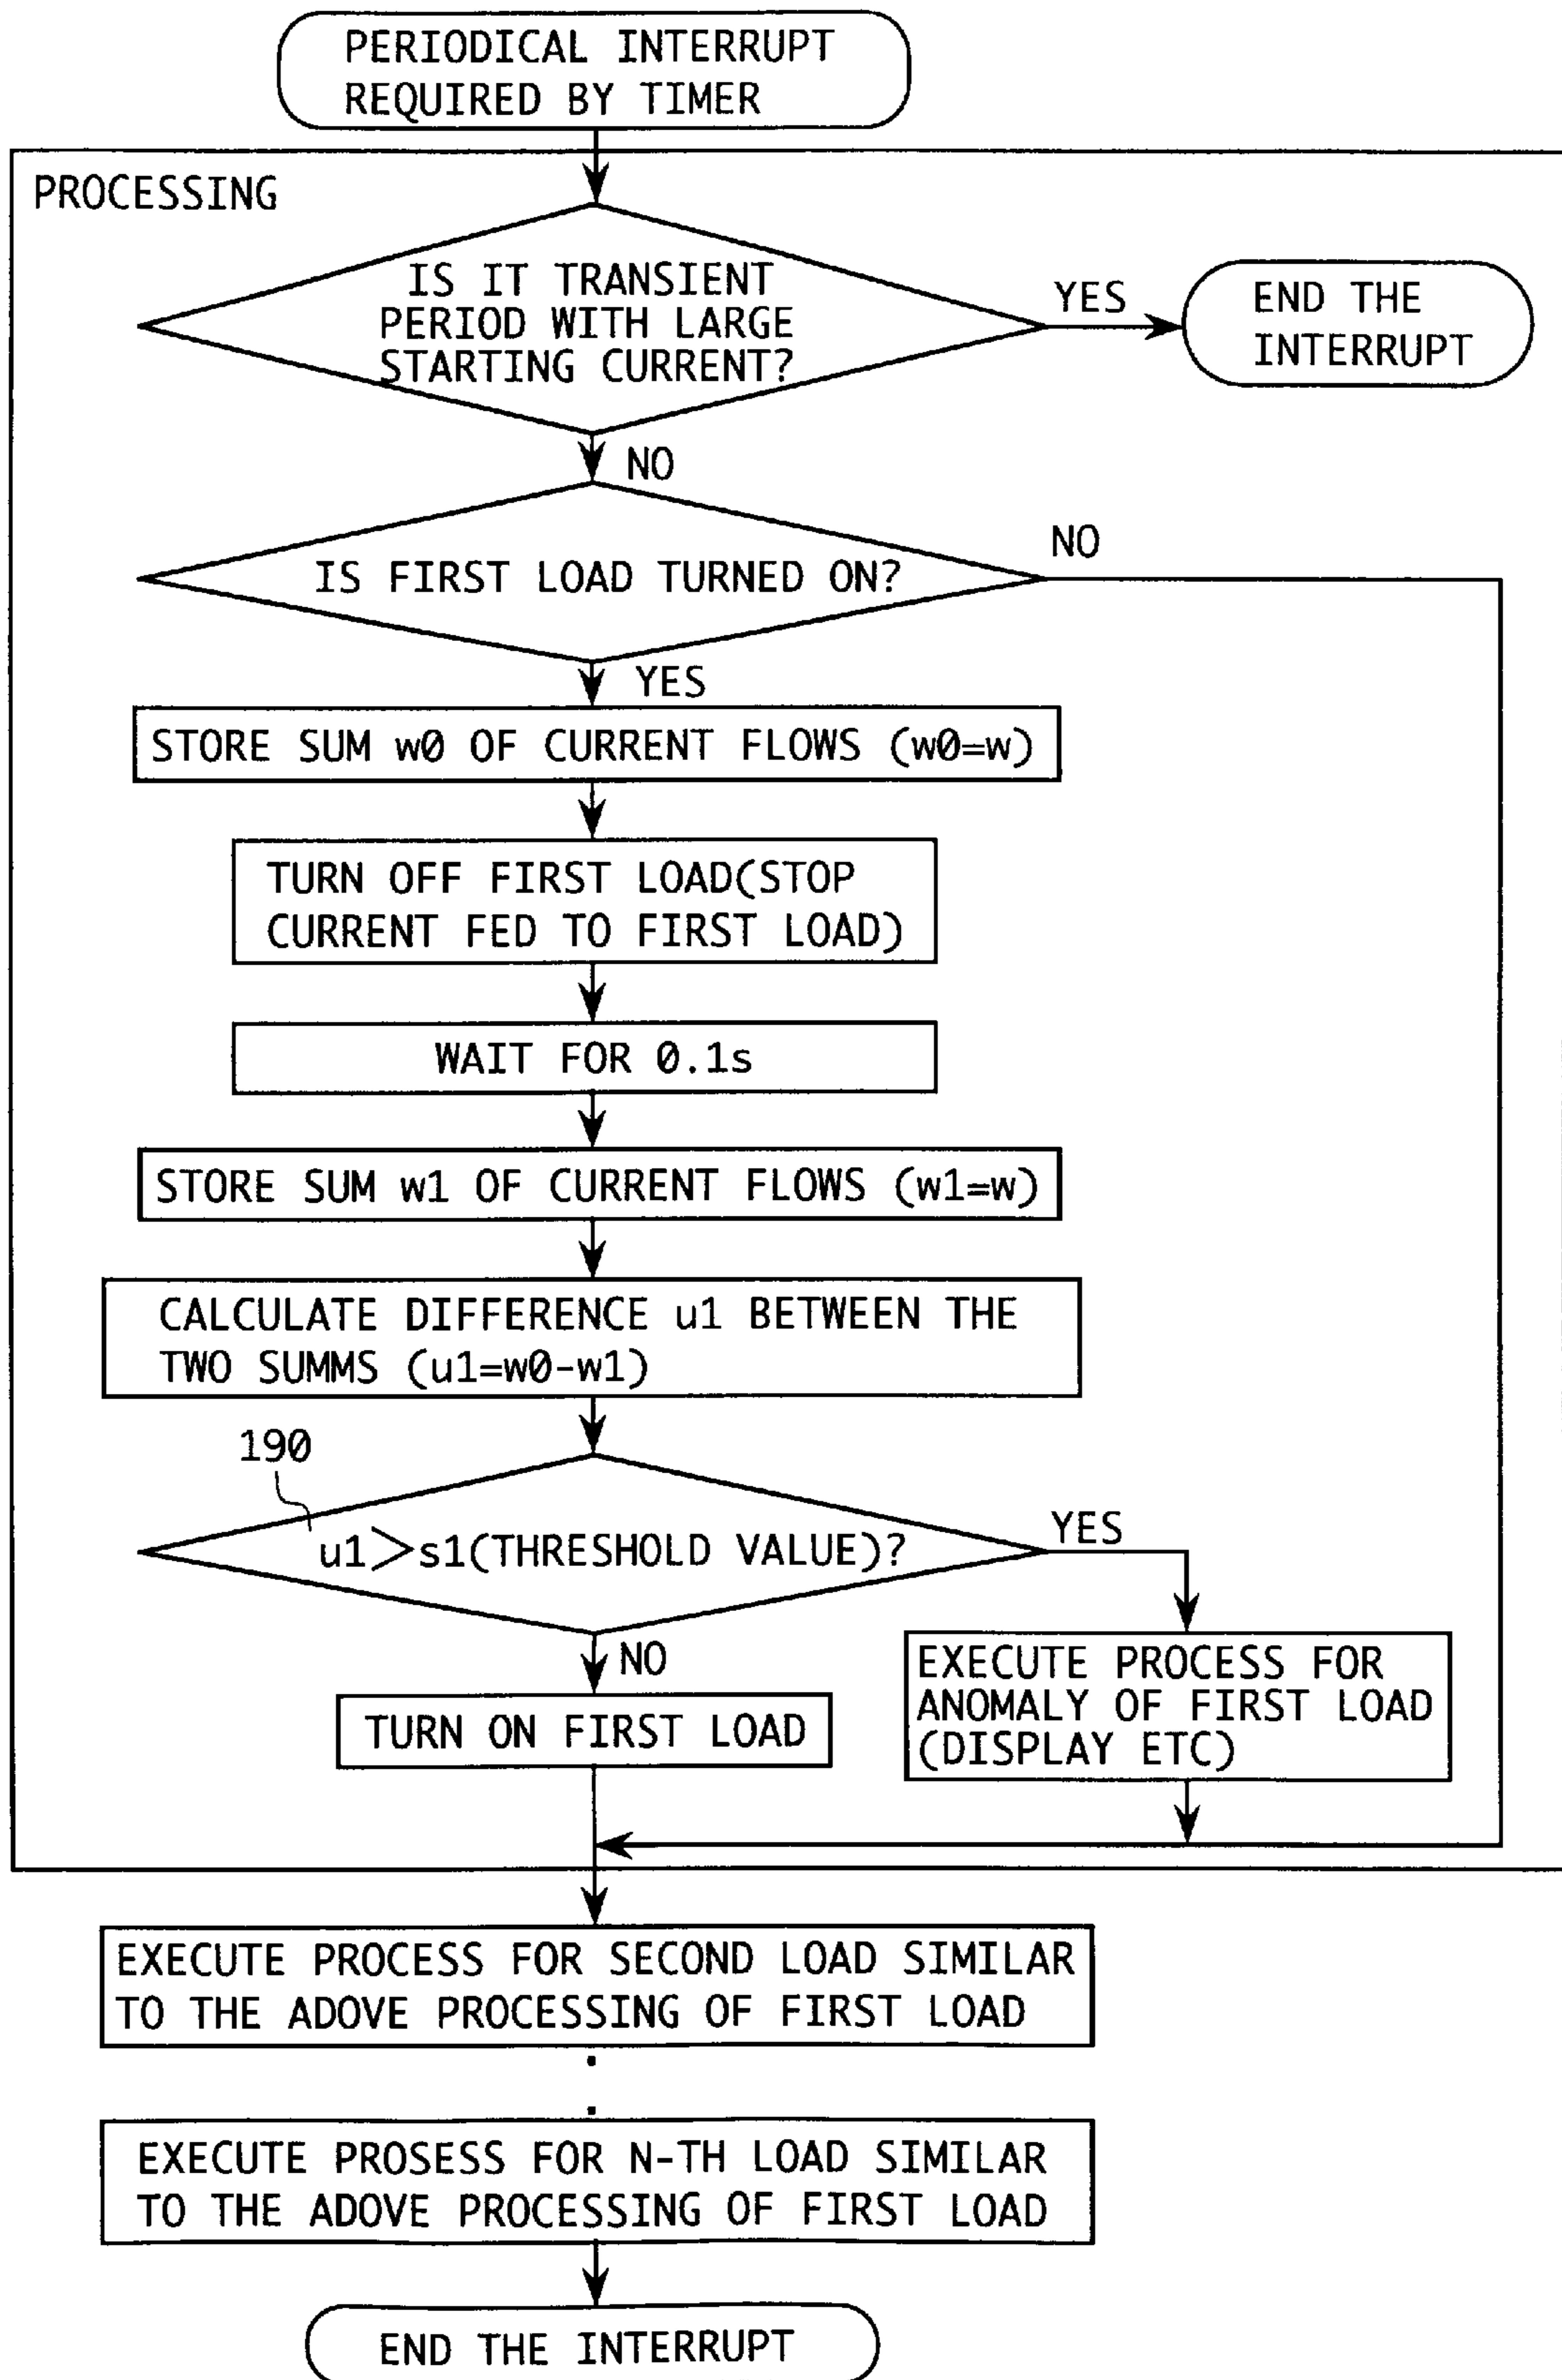 PERIODICAL INTERRUPT
REQUIRED BY TIMER
PROCESSING
IS IT TRANSIENT
PERIOD WITH LARGE
STARTING CURRENT?
YES
END THE
INTERRUPT
NO
IS FIRST LOAD TURNED ON?
NO
YES
STORE SUM w0 OF CURRENT FLOWS (w0=w)
TURN OFF FIRST LOAD(STOP
CURRENT FED TO FIRST LOAD)
WAIT FOR 0.1s
STORE SUM w1 OF CURRENT FLOWS (w1=w)
CALCULATE DIFFERENCE u1 BETWEEN THE
TWO SUMMS (u1=w0-w1)
190
u1>s1(THRESHOLD VALUE)?
YES
NO
EXECUTE PROCESS FOR
ANOMALY OF FIRST LOAD
(DISPLAY ETC)
TURN ON FIRST LOAD
EXECUTE PROCESS FOR SECOND LOAD SIMILAR
TO THE ADOVE PROCESSING OF FIRST LOAD
EXECUTE PROSESS FOR N-TH LOAD SIMILAR
TO THE ADOVE PROCESSING OF FIRST LOAD
END THE INTERRUPT